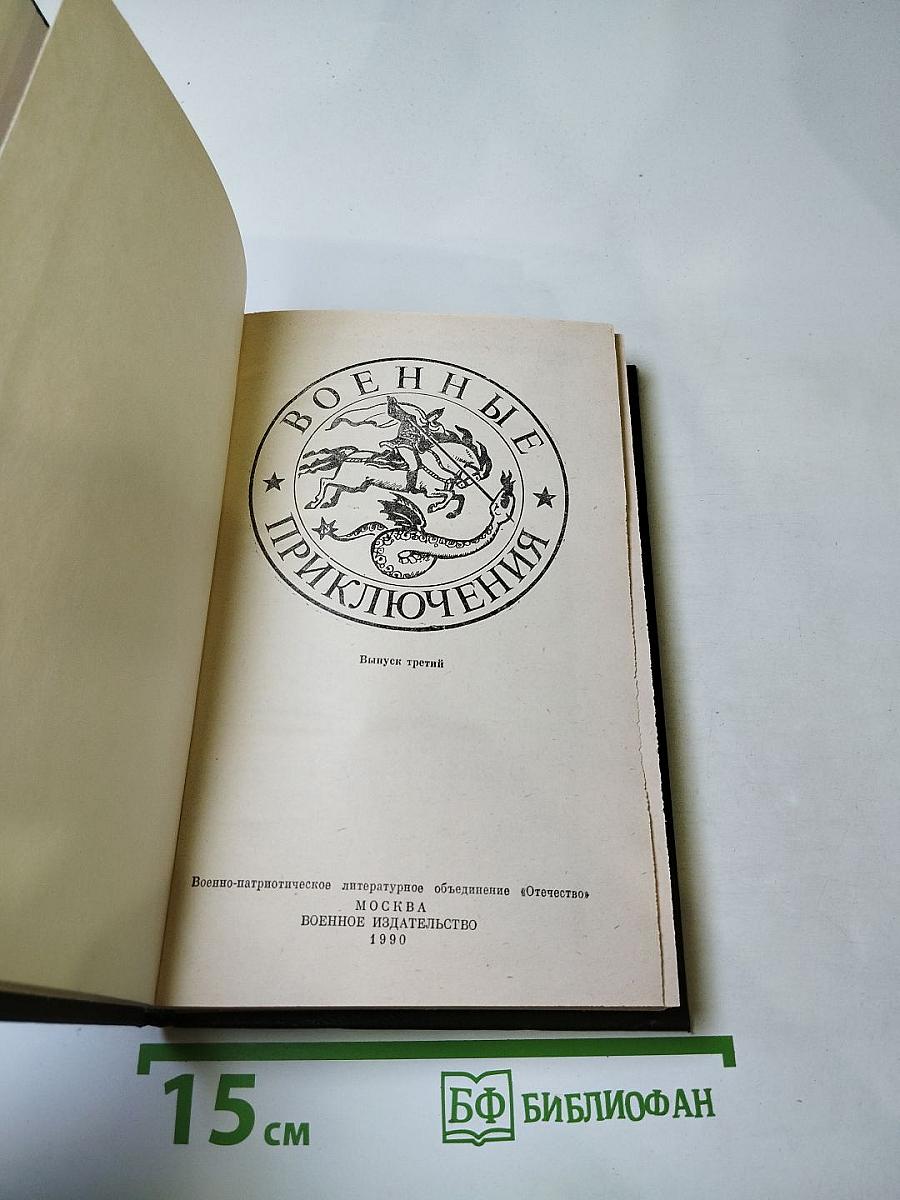 ВОЕННЫЕ
ПРИКЛЮЧЕНИЯ
Выпуск третий
Военно-патриотическое литературное объединение «Отечество»
МОСКВА
ВОЕННОЕ ИЗДАТЕЛЬСТВО
1990
15 см
БФ БИБЛИОФАН